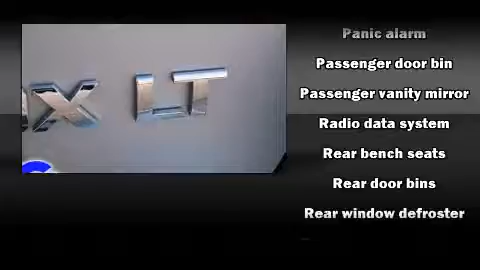 X LT
Panic alarm
Passenger door bin
Passenger vanity mirror
Radio data system
Rear bench seats
Rear door bins
Rear window defroster